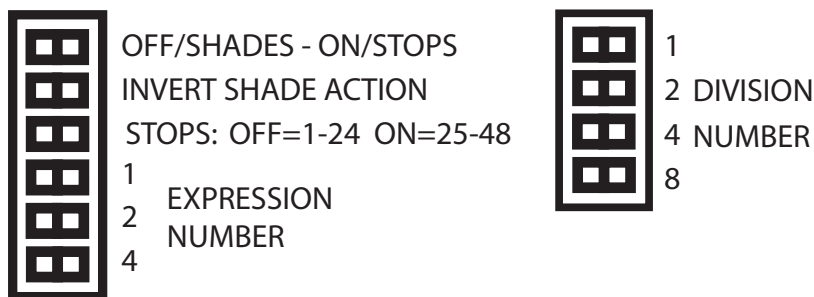 OFF/SHADES - ON/STOPS
INVERT SHADE ACTION
STOPS: OFF=1-24 ON=25-48
1
EXPRESSION
2
NUMBER
4
1
2 DIVISION
4 NUMBER
8